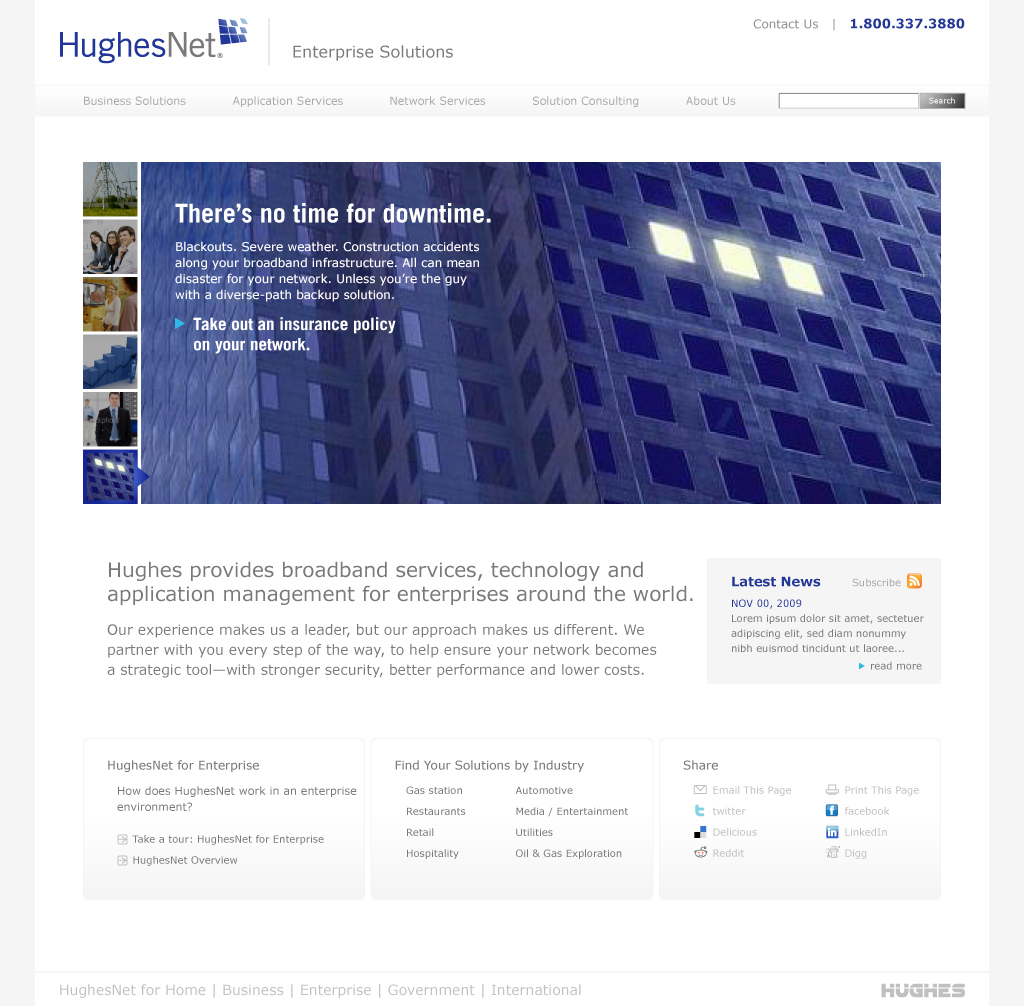 HughesNet®
Enterprise Solutions
Contact Us | 1.800.337.3880
Business Solutions Application Services Network Services Solution Consulting About Us Search
There's no time for downtime.
Blackouts. Severe weather. Construction accidents
along your broadband infrastructure. All can mean
disaster for your network. Unless you're the guy
with a diverse-path backup solution.
Take out an insurance policy
on your network.
Hughes provides broadband services, technology and
application management for enterprises around the world.
Our experience makes us a leader, but our approach makes us different. We
partner with you every step of the way, to help ensure your network becomes
a strategic tool—with stronger security, better performance and lower costs.
Latest News Subscribe
NOV 00, 2009
Lorem ipsum dolor sit amet, sectetuer
adipiscing elit, sed diam nonummy
nibh euismod tincidunt ut laoree...
read more
HughesNet for Enterprise
How does HughesNet work in an enterprise
environment?
Take a tour: HughesNet for Enterprise
HughesNet Overview
Find Your Solutions by Industry
Gas station Automotive
Restaurants Media / Entertainment
Retail Utilities
Hospitality Oil & Gas Exploration
Share
Email This Page Print This Page
twitter facebook
Delicious LinkedIn
Reddit Digg
HughesNet for Home | Business | Enterprise | Government | International
HUGHES